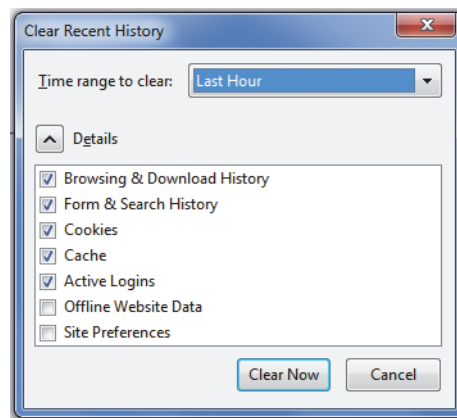 Clear Recent History
Time range to clear: Last Hour
Details
Browsing & Download History
Form & Search History
Cookies
Cache
Active Logins
Offline Website Data
Site Preferences
Clear Now Cancel